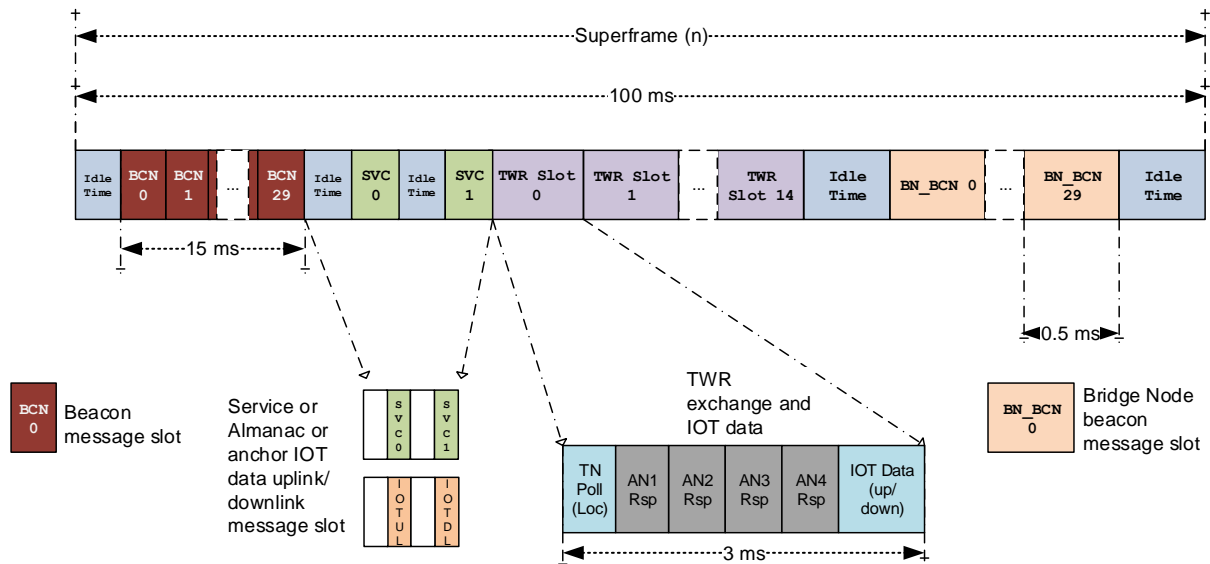 Superframe (n)
100 ms
Idle
Time
BCN
0
BCN
1
...
BCN
29
Idle
Time
SVC
0
Idle
Time
SVC
1
TWR Slot
0
TWR Slot
1
...
TWR
Slot 14
Idle
Time
BN_BCN 0
...
BN_BCN
29
Idle
Time
15 ms
0.5 ms
BCN
0
Beacon
message slot
Service or
Almanac or
anchor IOT
data uplink/
downlink
message slot
S
V
C
0
S
V
C
1
I
O
T
U
L
I
O
T
D
L
TWR
exchange and
IOT data
TN
Poll
(Loc)
AN1
Rsp
AN2
Rsp
AN3
Rsp
AN4
Rsp
IOT Data
(up/
down)
3 ms
BN_BCN
0
Bridge Node
beacon
message slot